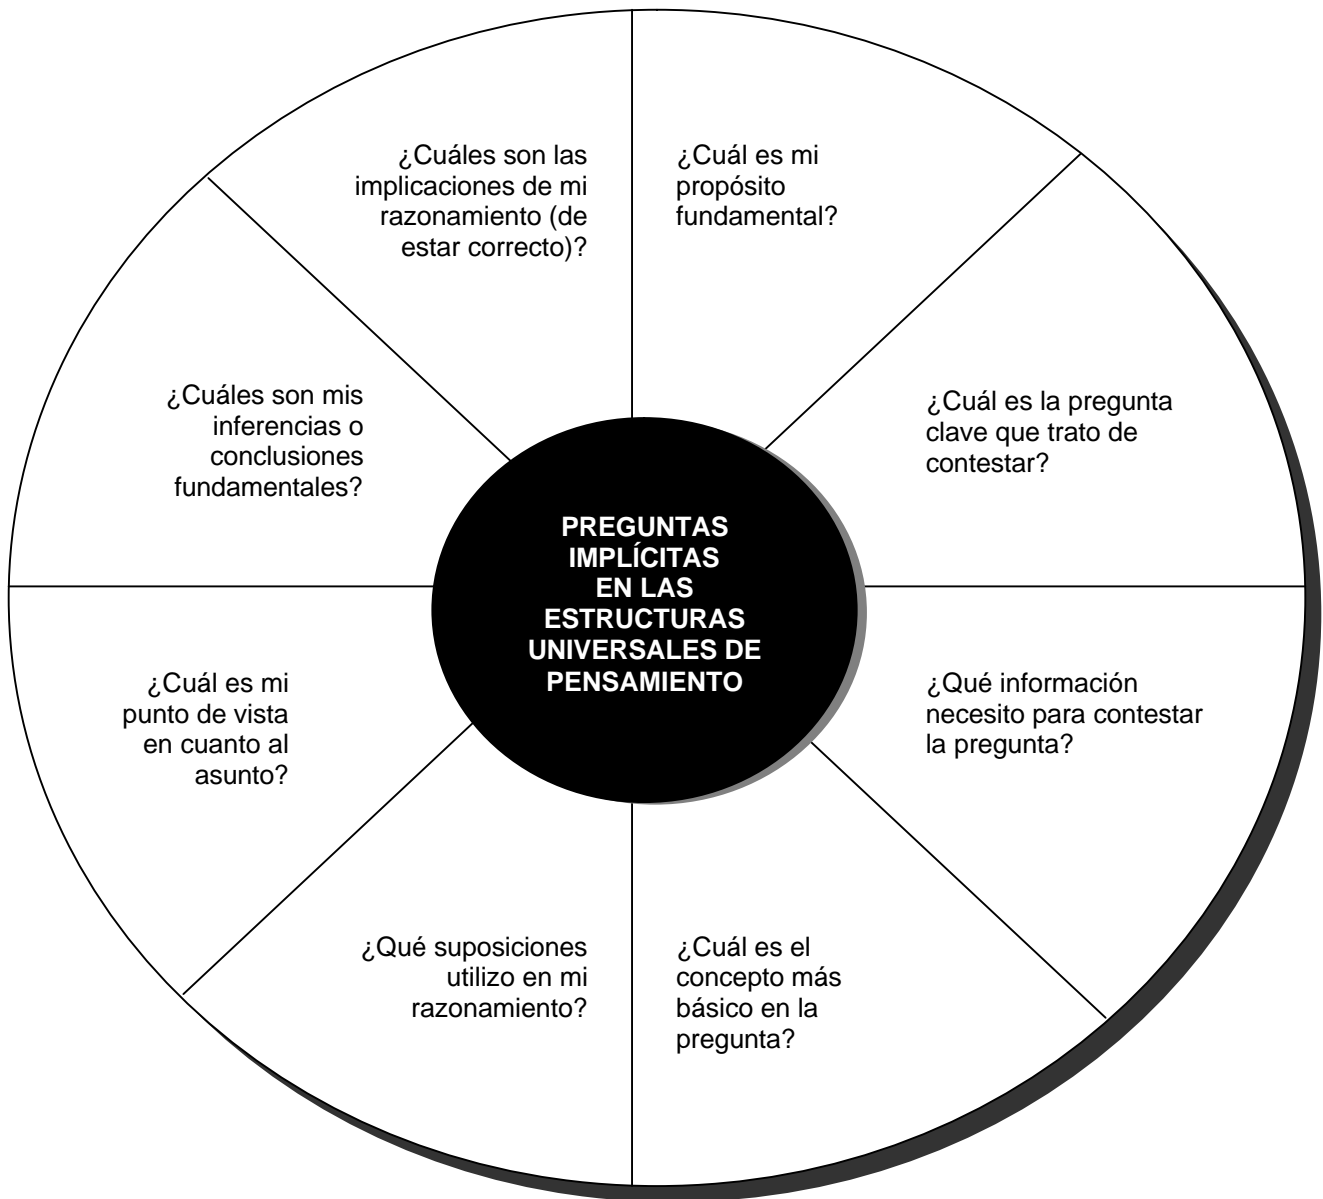 ¿Cuáles son las
implicaciones de mi
razonamiento (de
estar correcto)?
¿Cuál es mi
propósito
fundamental?
¿Cuál es la pregunta
clave que trato de
contestar?
¿Qué información
necesito para contestar
la pregunta?
¿Cuál es el
concepto más
básico en la
pregunta?
¿Qué suposiciones
utilizo en mi
razonamiento?
¿Cuál es mi
punto de vista
en cuanto al
asunto?
¿Cuáles son mis
inferencias o
conclusiones
fundamentales?
PREGUNTAS
IMPLÍCITAS
EN LAS
ESTRUCTURAS
UNIVERSALES DE
PENSAMIENTO